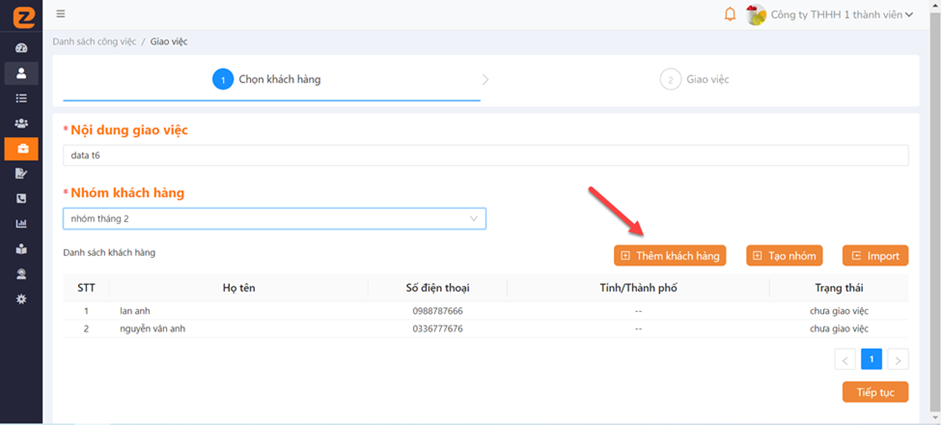 Công ty THHH 1 thành viên
Danh sách công việc / Giao việc
1 Chọn khách hàng
2 Giao việc
* Nội dung giao việc
data t6
* Nhóm khách hàng
nhóm tháng 2
Danh sách khách hàng
Thêm khách hàng
Tạo nhóm
Import
STT Họ tên Số điện thoại Tỉnh/Thành phố Trạng thái
1 lan anh 0988787666 -- chưa giao việc
2 nguyễn vân anh 0336777676 -- chưa giao việc
< 1 >
Tiếp tục